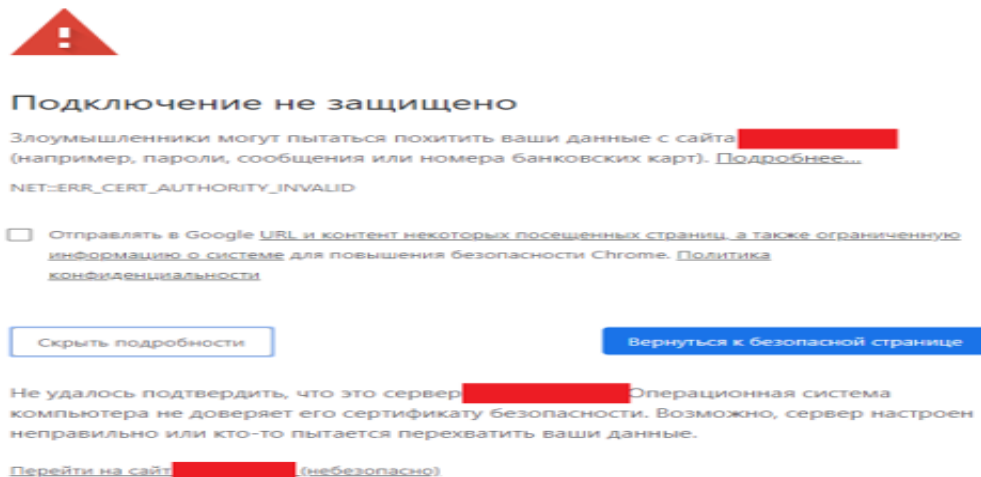 Подключение не защищено
Злоумышленники могут пытаться похитить ваши данные с сайта
(например, пароли, сообщения или номера банковских карт). Подробнее...
NET::ERR_CERT_AUTHORITY_INVALID
Отправлять в Google URL и контент некоторых посещенных страниц, а также ограниченную
информацию о системе для повышения безопасности Chrome. Политика
конфиденциальности
Скрыть подробности
Вернуться к безопасной странице
Не удалось подтвердить, что это сервер Операционная система
компьютера не доверяет его сертификату безопасности. Возможно, сервер настроен
неправильно или кто-то пытается перехватить ваши данные.
Перейти на сайт (небезопасно)